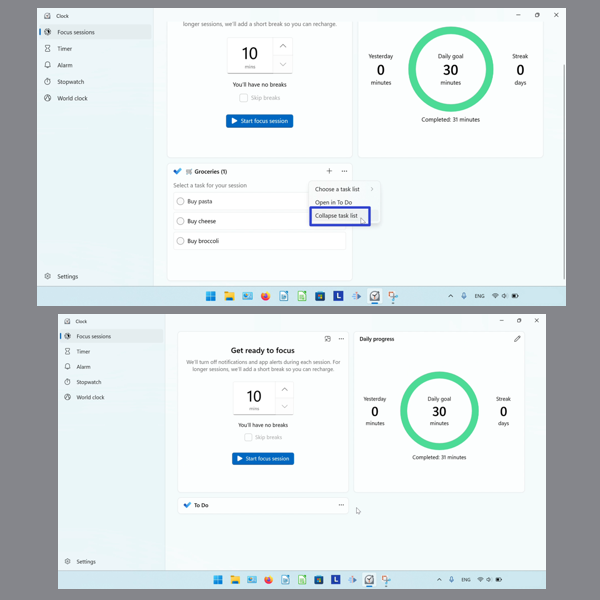 Clock
Focus sessions
Timer
Alarm
Stopwatch
World clock
Settings
longer sessions, we'll add a short break so you can recharge.
10
mins
You'll have no breaks
Skip breaks
Start focus session
Yesterday
0
minutes
Daily goal
30
minutes
Streak
0
days
Completed: 31 minutes
Groceries (1)
Select a task for your session
Buy pasta
Buy cheese
Buy broccoli
Choose a task list
Open in To Do
Collapse task list
L
ENG
Clock
Focus sessions
Timer
Alarm
Stopwatch
World clock
Settings
Get ready to focus
We'll turn off notifications and app alerts during each session. For
longer sessions, we'll add a short break so you can recharge.
10
mins
You'll have no breaks
Skip breaks
Start focus session
Daily progress
Yesterday
0
minutes
Daily goal
30
minutes
Streak
0
days
Completed: 31 minutes
To Do
L
ENG